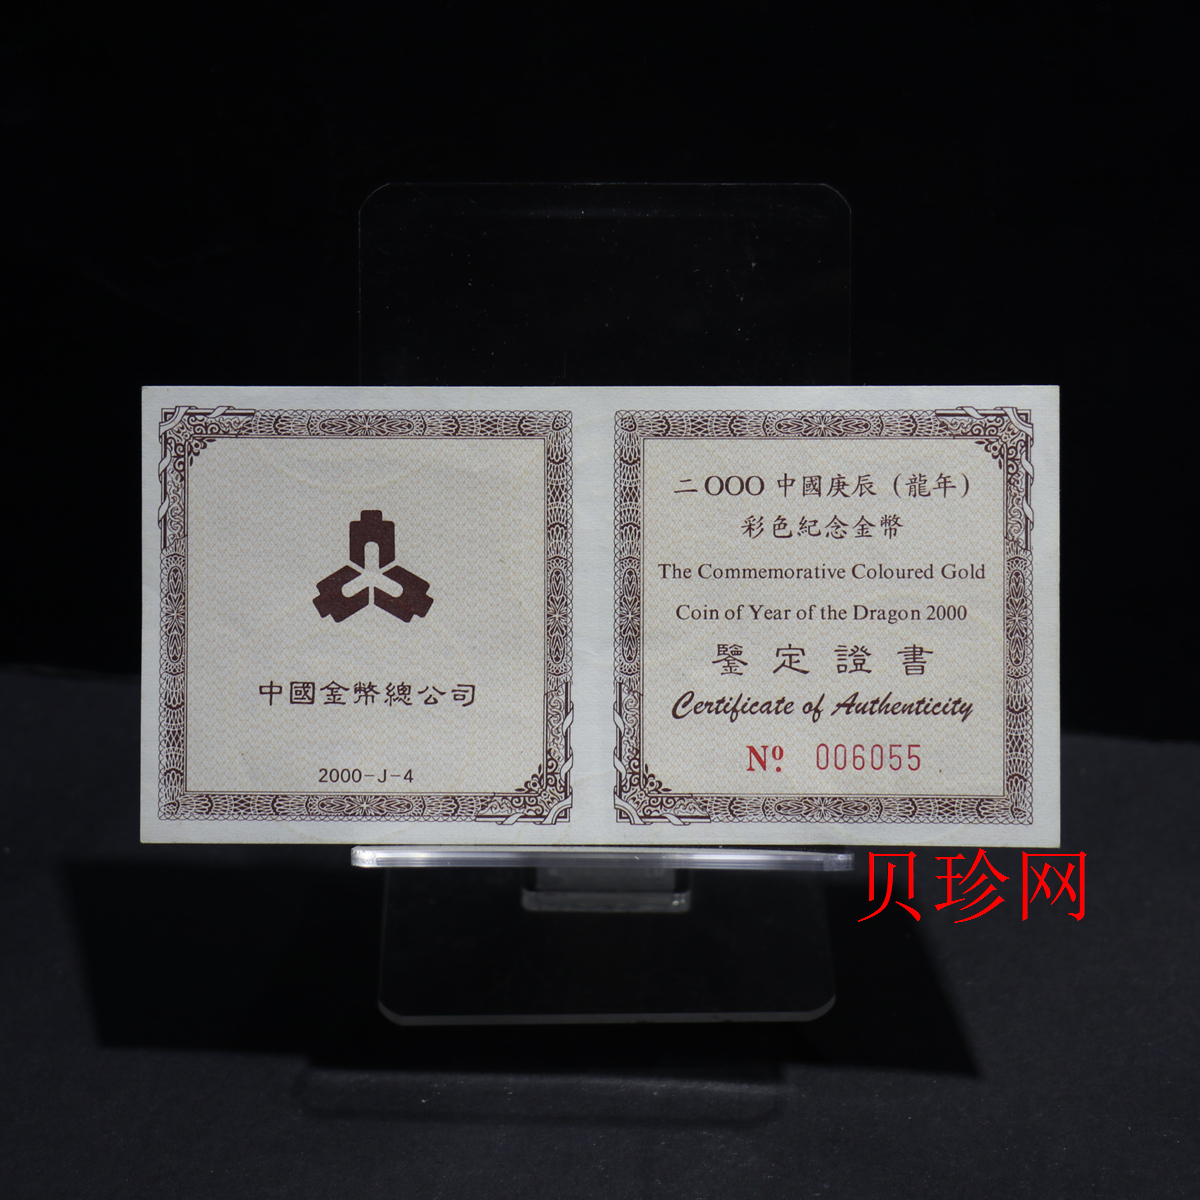 中國金幣總公司
2000-J-4
二OOO中國庚辰（龍年）
彩色紀念金幣
The Commemorative Coloured Gold
Coin of Year of the Dragon 2000
鑒定證書
Certificate of Authenticity
Nº. 006055
贝珍网